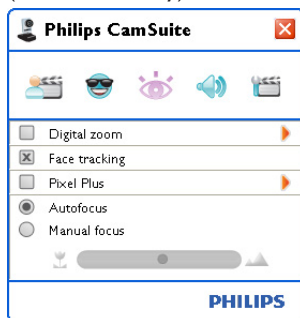 Philips CamSuite
Digital zoom
Face tracking
Pixel Plus
Autofocus
Manual focus
PHILIPS